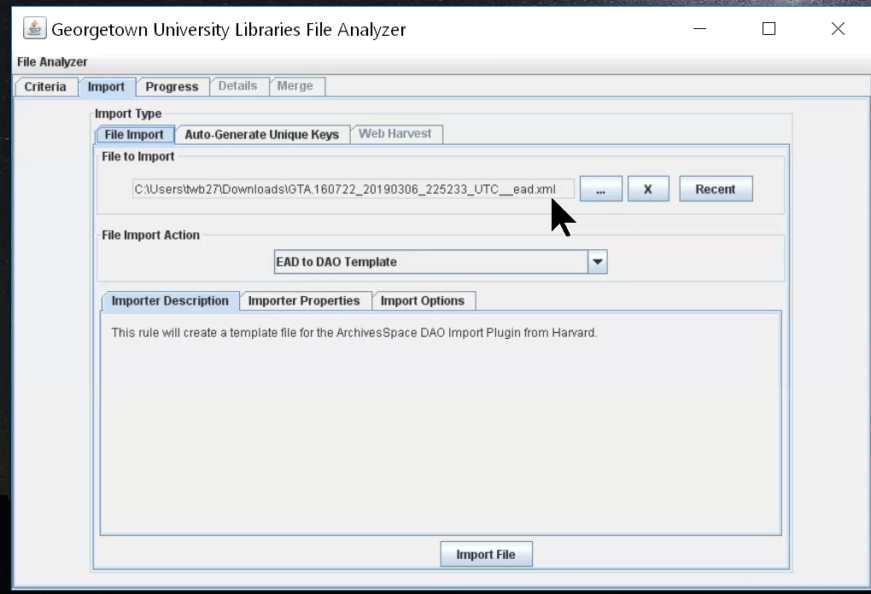 Georgetown University Libraries File Analyzer
File Analyzer
Criteria Import Progress Details Merge
Import Type
File Import Auto-Generate Unique Keys Web Harvest
File to Import
C:\Users\twb27\Downloads\GTA.160722_20190306_225233_UTC__ead.xml ... X Recent
File Import Action
EAD to DAO Template
Importer Description Importer Properties Import Options
This rule will create a template file for the ArchivesSpace DAO Import Plugin from Harvard.
Import File